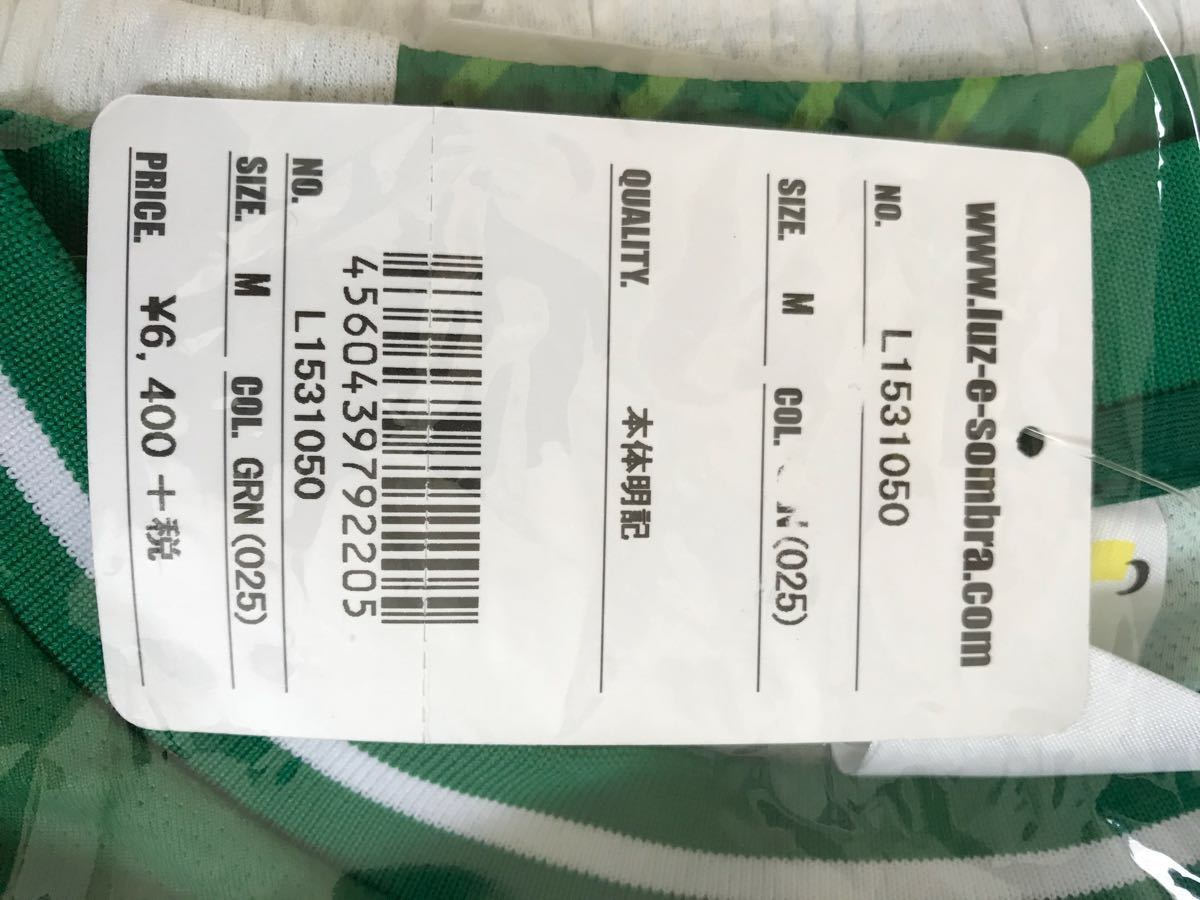 www.luz-e-sombra.com
NO. L1531050
SIZE. M COL. (025)
QUALITY. 本体明記
4560439792205
NO. L1531050
SIZE. M COL. GRN(025)
PRICE. ¥6,400+税